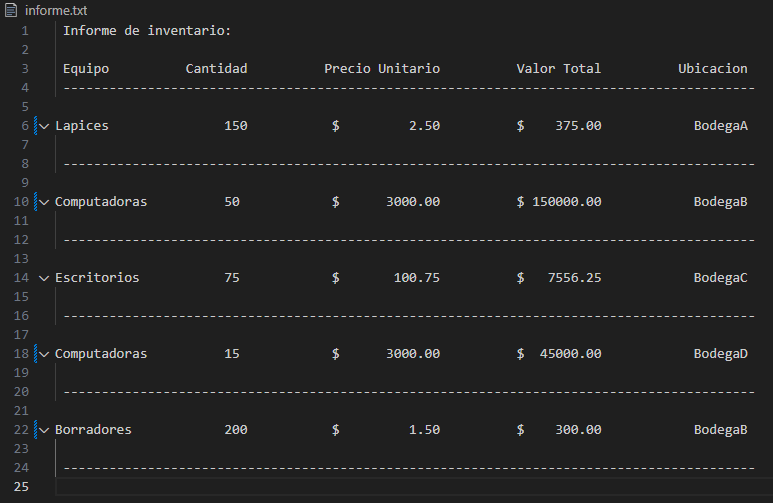 informe.txt
1 Informe de inventario:
2
3 Equipo Cantidad Precio Unitario Valor Total Ubicacion
4 ------------------------------------------------------------------------------------------
5
6 Lapices 150 $ 2.50 $ 375.00 BodegaA
7
8 ------------------------------------------------------------------------------------------
9
10 Computadoras 50 $ 3000.00 $ 150000.00 BodegaB
11
12 ------------------------------------------------------------------------------------------
13
14 Escritorios 75 $ 100.75 $ 7556.25 BodegaC
15
16 ------------------------------------------------------------------------------------------
17
18 Computadoras 15 $ 3000.00 $ 45000.00 BodegaD
19
20 ------------------------------------------------------------------------------------------
21
22 Borradores 200 $ 1.50 $ 300.00 BodegaB
23
24 ------------------------------------------------------------------------------------------
25